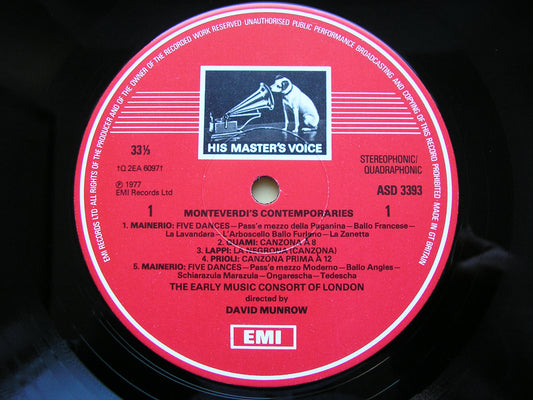 EMI RECORDS LTD ALL RIGHTS OF THE PRODUCER AND OF THE OWNER OF THE RECORDED WORK RESERVED UNAUTHORISED PUBLIC PERFORMANCE BROADCASTING AND COPYING OF THIS RECORD PROHIBITED MADE IN GT BRITAIN
HIS MASTER'S VOICE
33⅓
1Q 2EA 60971
STEREOPHONIC/
QUADRAPHONIC
℗ 1977
EMI Records Ltd
ASD 3393
1 MONTEVERDI'S CONTEMPORARIES 1
1. MAINERIO: FIVE DANCES – Pass'e mezzo della Paganina – Ballo Francese –
La Lavandara – L'Arboscello Ballo Furlano – La Zanetta
2. GUAMI: CANZONA À 8
3. LAPPI: LA NEGRONA (CANZONA)
4. PRIOLI: CANZONA PRIMA À 12
5. MAINERIO: FIVE DANCES – Pass'e mezzo Moderno – Ballo Angles –
Schiarazula Marazula – Ongarescha – Tedescha
THE EARLY MUSIC CONSORT OF LONDON
directed by
DAVID MUNROW
EMI